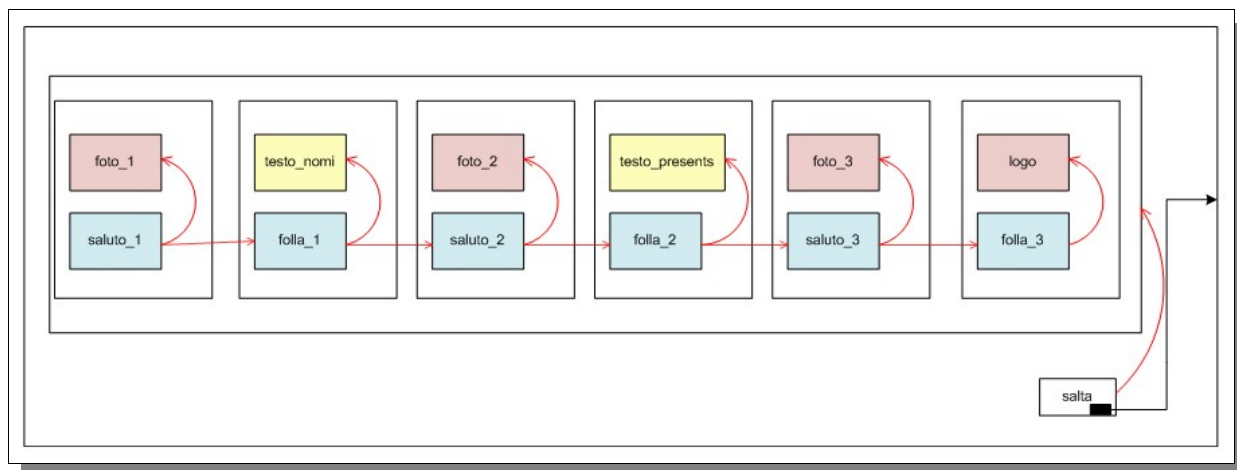 foto_1
testo_nomi
foto_2
testo_presents
foto_3
logo
saluto_1
folla_1
saluto_2
folla_2
saluto_3
folla_3
salta